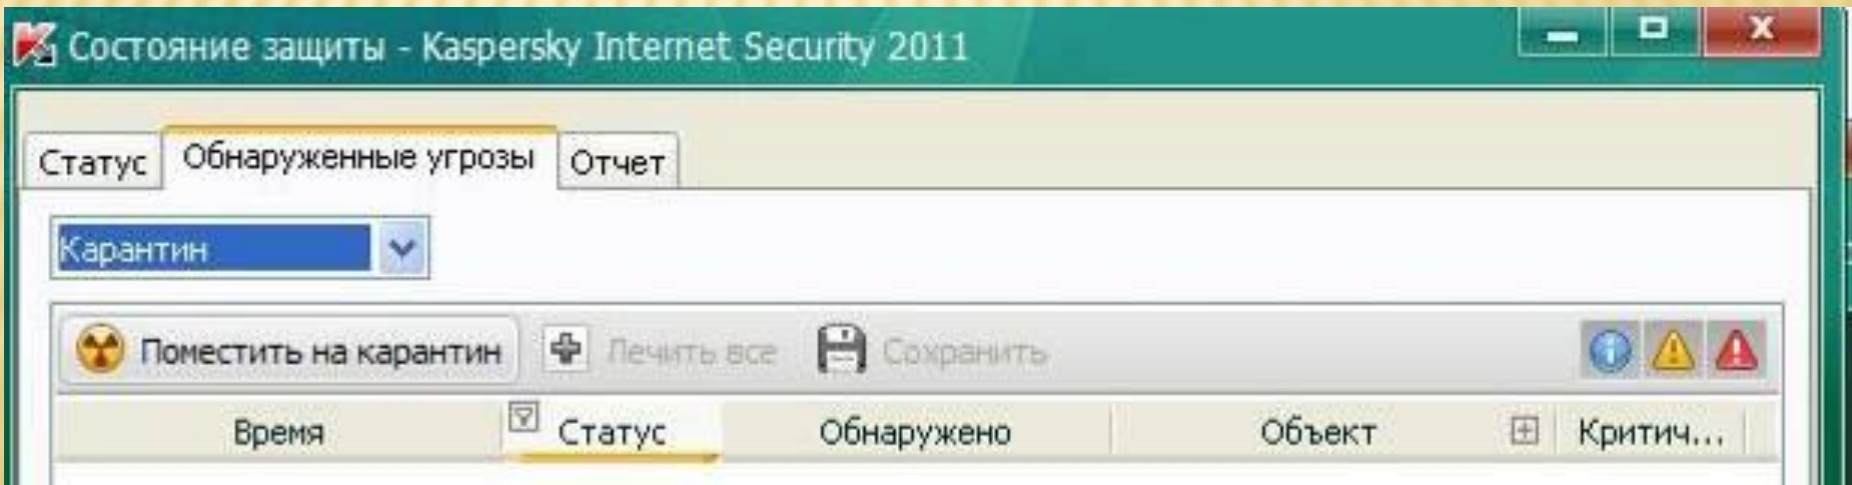 Состояние защиты - Kaspersky Internet Security 2011
Статус Обнаруженные угрозы Отчет
Карантин
Поместить на карантин Лечить все Сохранить
Время Статус Обнаружено Объект Критич...